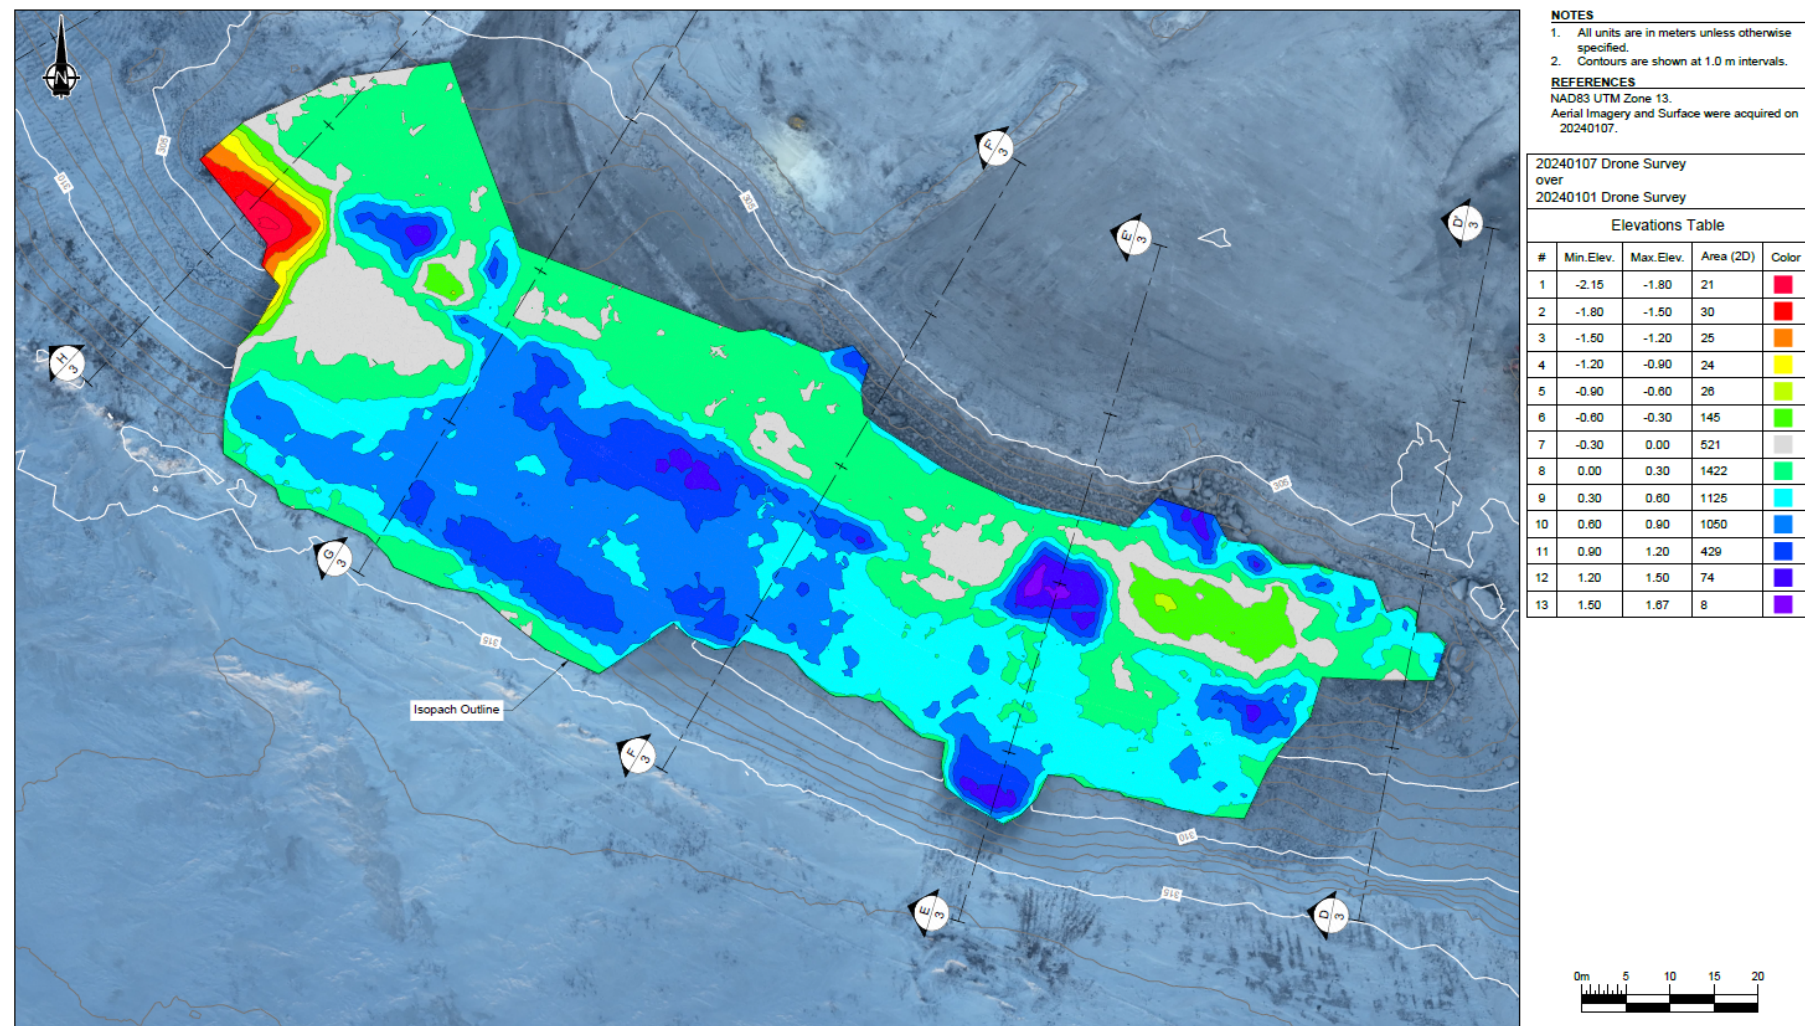 N
NOTES
1. All units are in meters unless otherwise
specified.
2. Contours are shown at 1.0 m intervals.
REFERENCES
NAD83 UTM Zone 13.
Aerial Imagery and Surface were acquired on
20240107.
20240107 Drone Survey
over
20240101 Drone Survey
Elevations Table
# Min.Elev. Max.Elev. Area (2D) Color
1 -2.15 -1.80 21
2 -1.80 -1.50 30
3 -1.50 -1.20 25
4 -1.20 -0.90 24
5 -0.90 -0.60 26
6 -0.60 -0.30 145
7 -0.30 0.00 521
8 0.00 0.30 1422
9 0.30 0.60 1125
10 0.60 0.90 1050
11 0.90 1.20 429
12 1.20 1.50 74
13 1.50 1.67 8
305
310
F' 3
305
E' 3
D' 3
H 3
305
G 3
315
Isopach Outline
F 3
310
315
E 3
D 3
0m 5 10 15 20